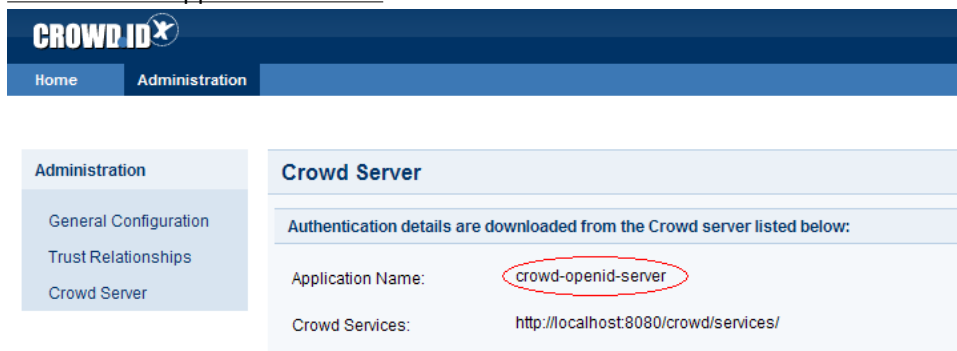 CROWD.ID
Home Administration
Administration
General Configuration
Trust Relationships
Crowd Server
Crowd Server
Authentication details are downloaded from the Crowd server listed below:
Application Name: crowd-openid-server
Crowd Services: http://localhost:8080/crowd/services/